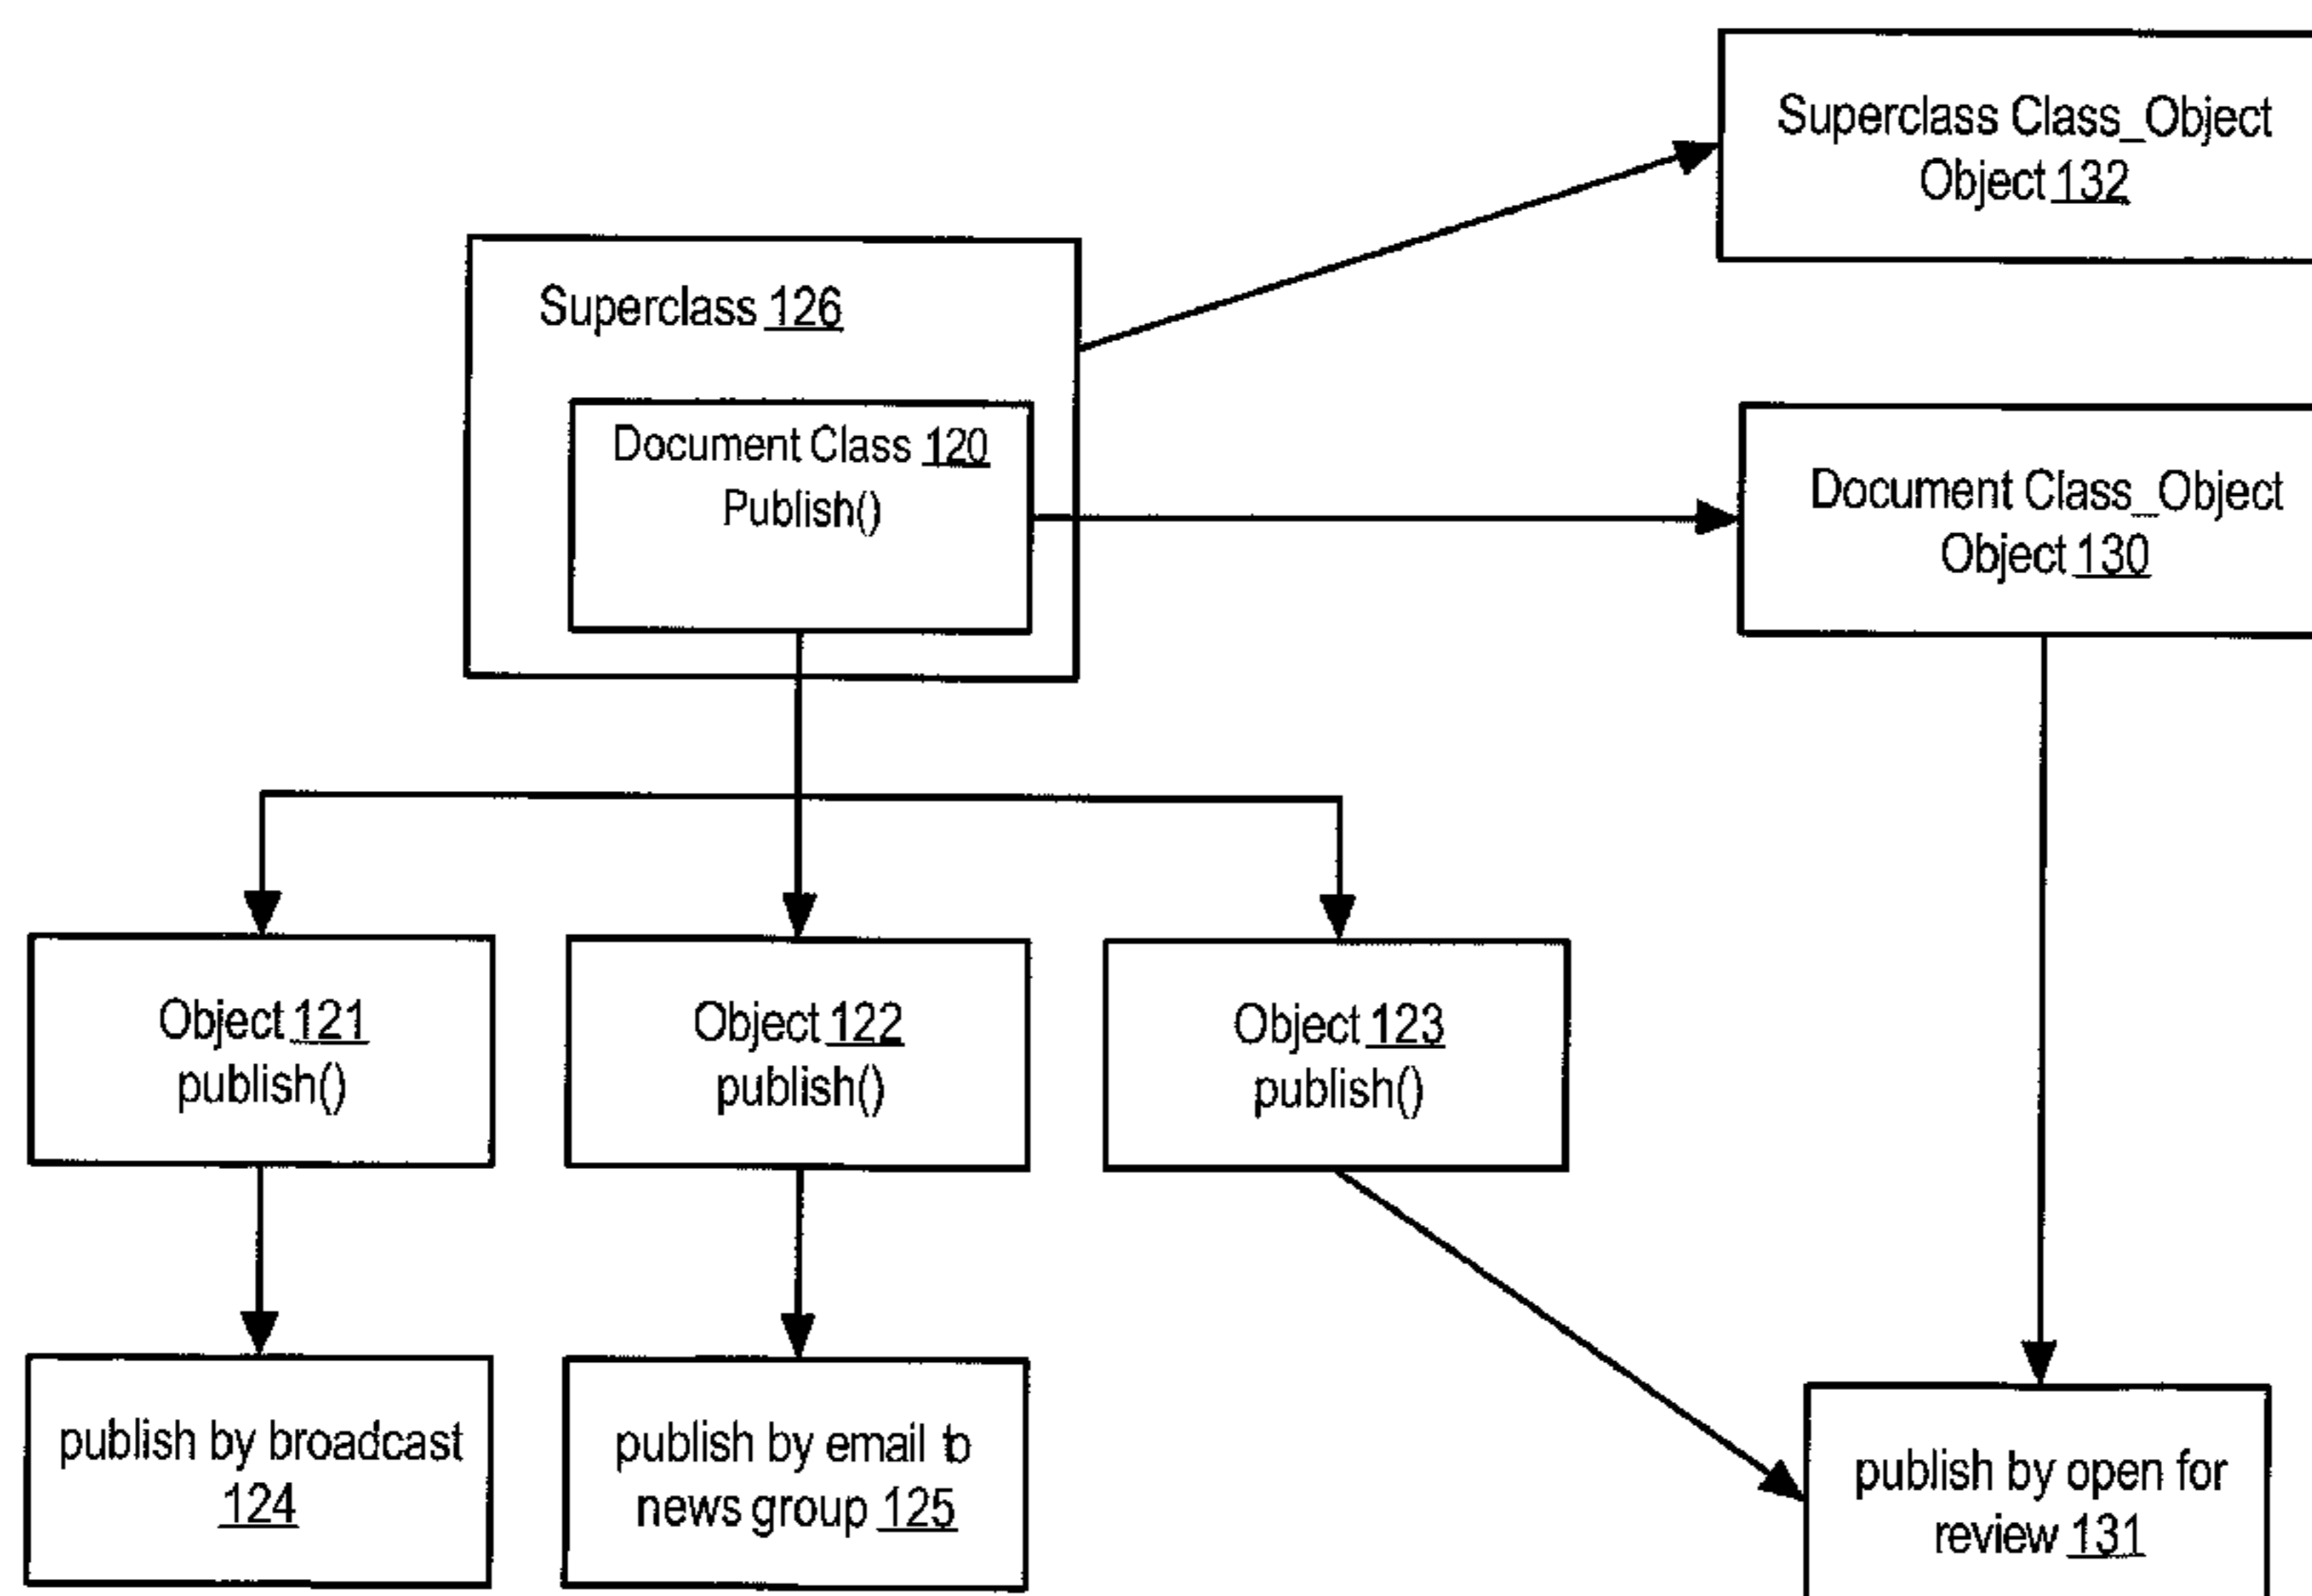 Superclass Class_Object
Object 132
Superclass 126
Document Class 120
Publish()
Document Class_Object
Object 130
Object 121
publish()
Object 122
publish()
Object 123
publish()
publish by broadcast
124
publish by email to
news group 125
publish by open for
review 131